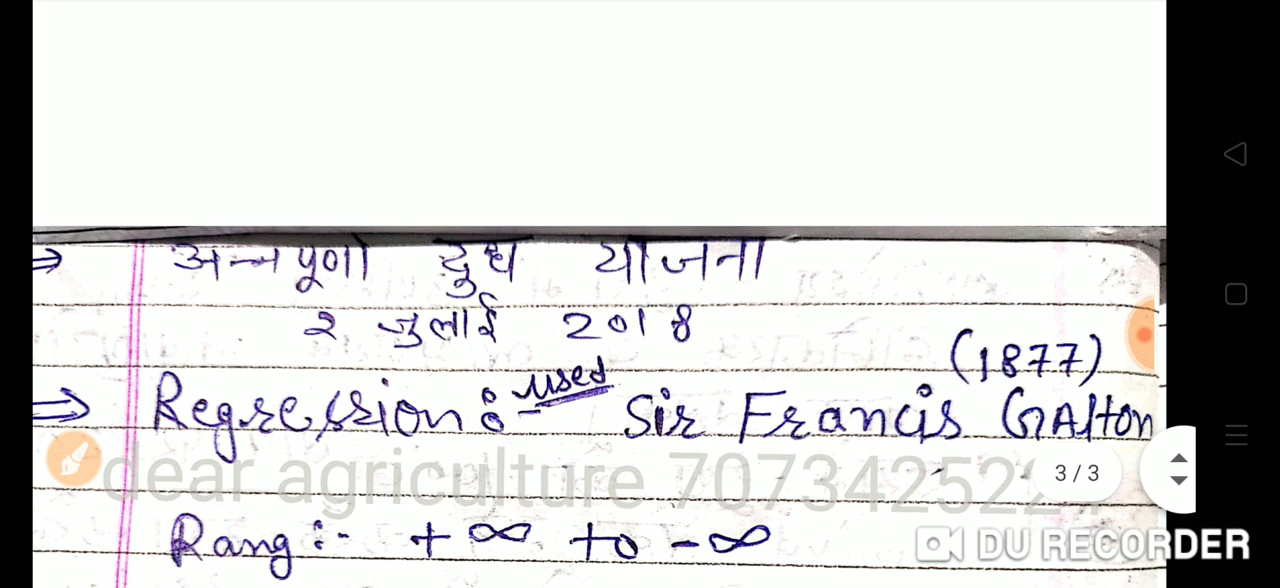 ⇒ अन्नपूर्णा दुध योजना
2 जुलाई 2018
(1877)
⇒ Regression :- used Sir Francis GAlton
dear agriculture 707342522
3/3
Rang :- +∞ to -∞
DU RECORDER